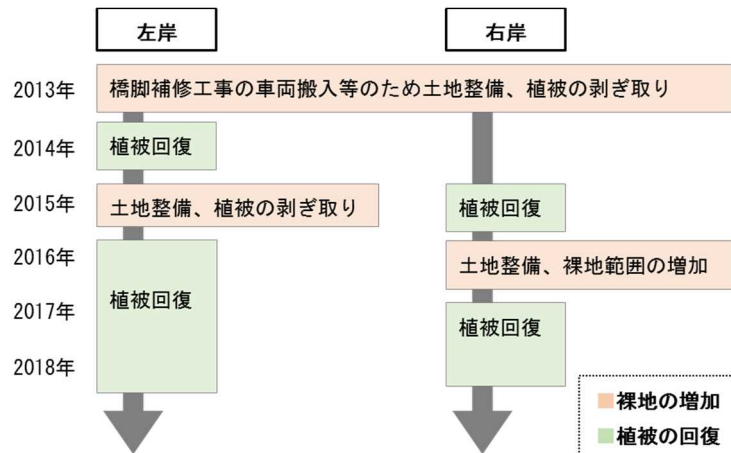 左岸
右岸
2013年
橋脚補修工事の車両搬入等のため土地整備、植被の剥ぎ取り
2014年
植被回復
2015年
土地整備、植被の剥ぎ取り
植被回復
2016年
土地整備、裸地範囲の増加
植被回復
2017年
植被回復
2018年
裸地の増加
植被の回復